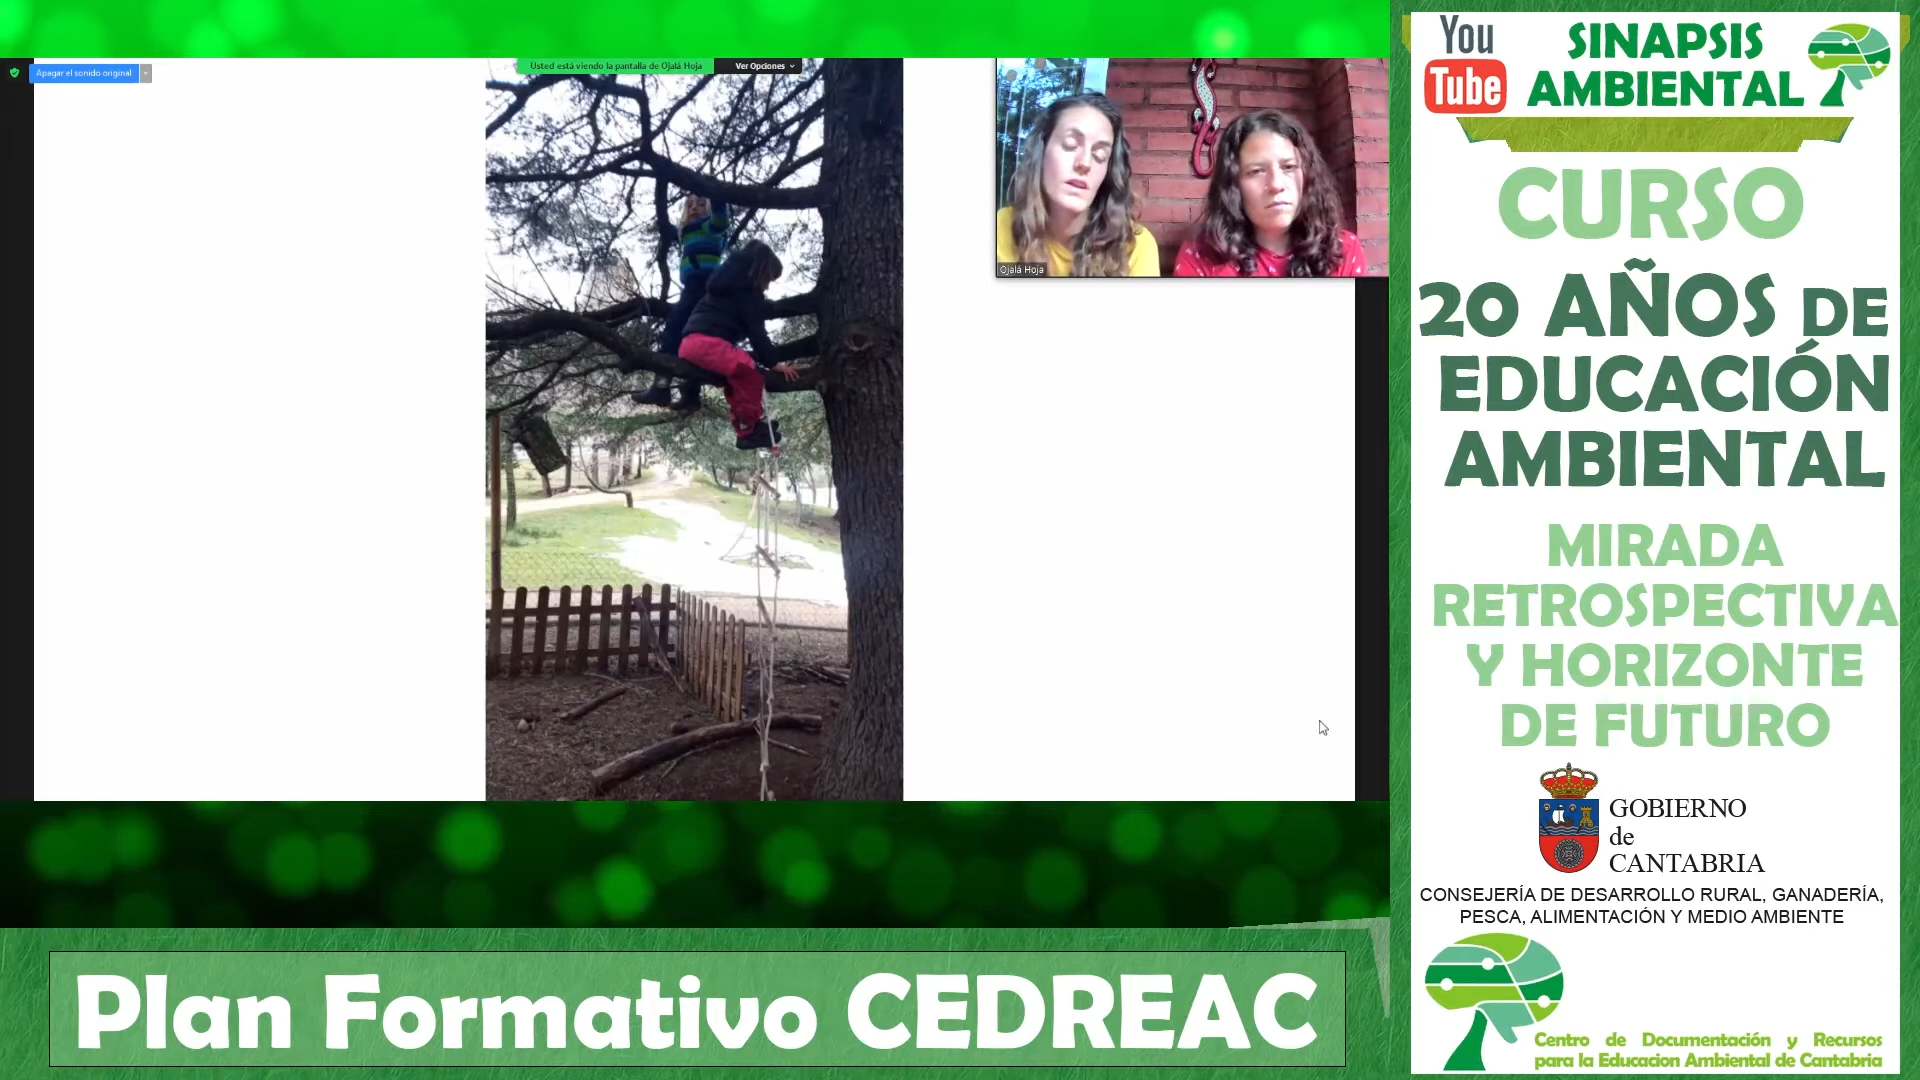 Apagar el sonido original
Usted está viendo la pantalla de Ojalá Hoja
Ver Opciones
Ojalá Hoja
You
Tube
SINAPSIS
AMBIENTAL
CURSO
20 AÑOS DE
EDUCACIÓN
AMBIENTAL
MIRADA
RETROSPECTIVA
Y HORIZONTE
DE FUTURO
GOBIERNO
de
CANTABRIA
CONSEJERÍA DE DESARROLLO RURAL, GANADERÍA,
PESCA, ALIMENTACIÓN Y MEDIO AMBIENTE
Centro de Documentación y Recursos
para la Educacion Ambiental de Cantabria
Plan Formativo CEDREAC